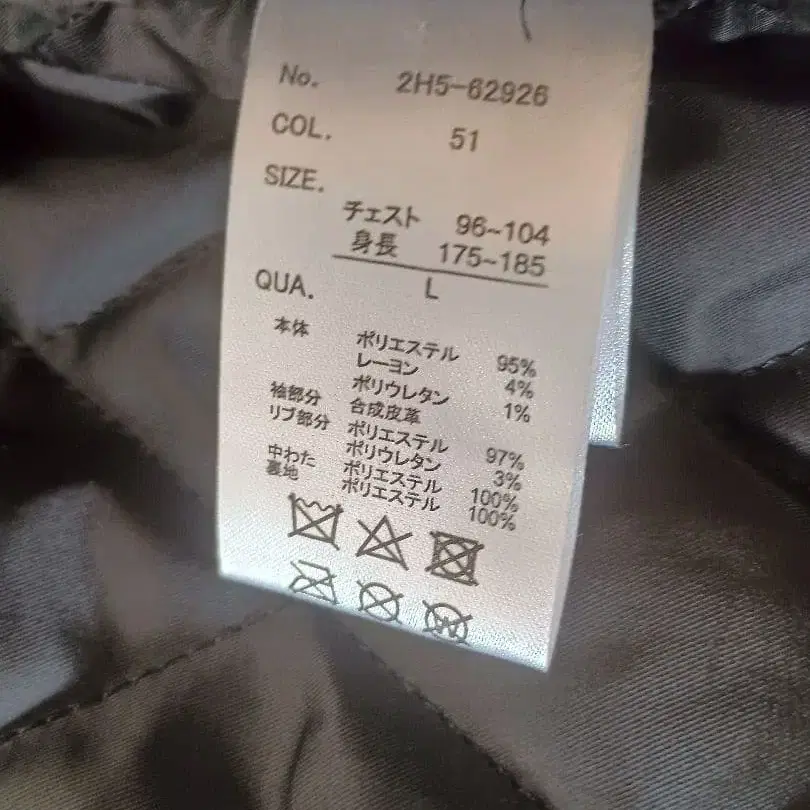 No. 2H5-62926
COL. 51
SIZE.
チェスト 96~104
身長 175~185
L
QUA.
本体 ポリエステル 95%
レーヨン 4%
ポリウレタン 1%
袖部分 合成皮革
リブ部分 ポリエステル 97%
ポリウレタン 3%
中わた ポリエステル 100%
裏地 ポリエステル 100%
W